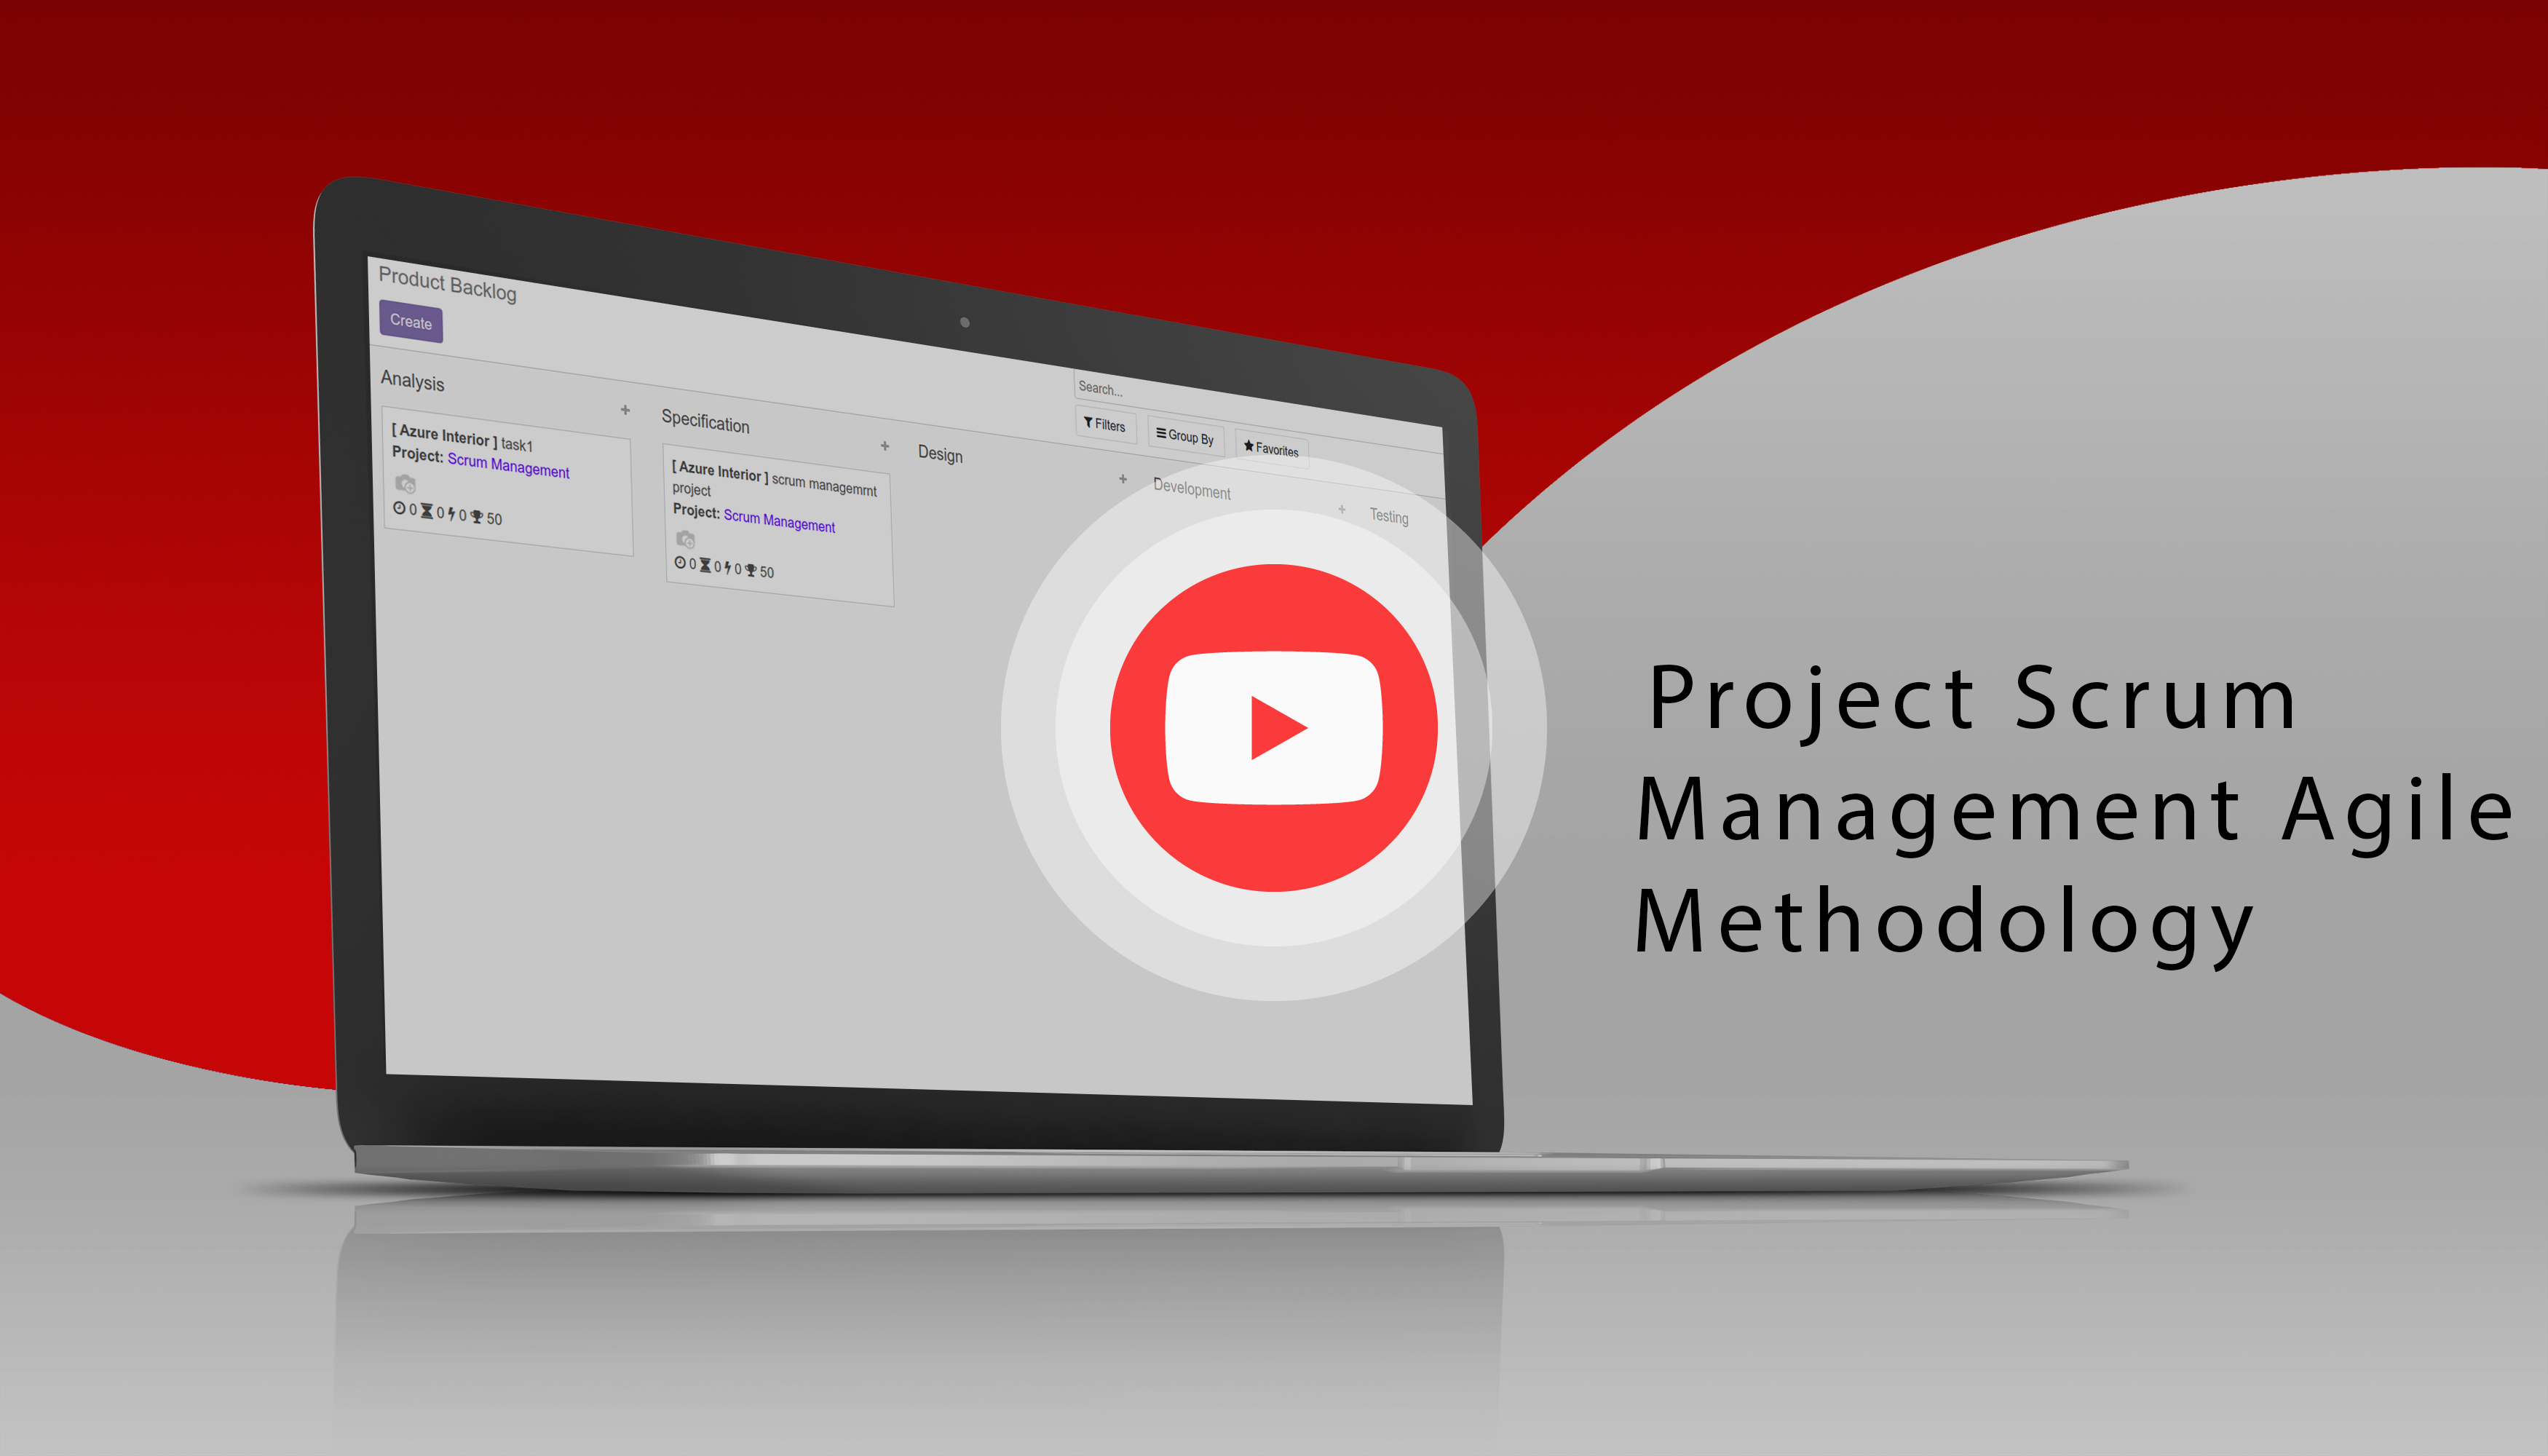 Product Backlog
Create
Search...
Filters Group By Favorites
Analysis
[ Azure Interior ] task1
Project: Scrum Management
0 0 0 50
Specification
[ Azure Interior ] scrum managemrnt
project
Project: Scrum Management
0 0 0 50
Design
Development
Testing
Project Scrum
Management Agile
Methodology